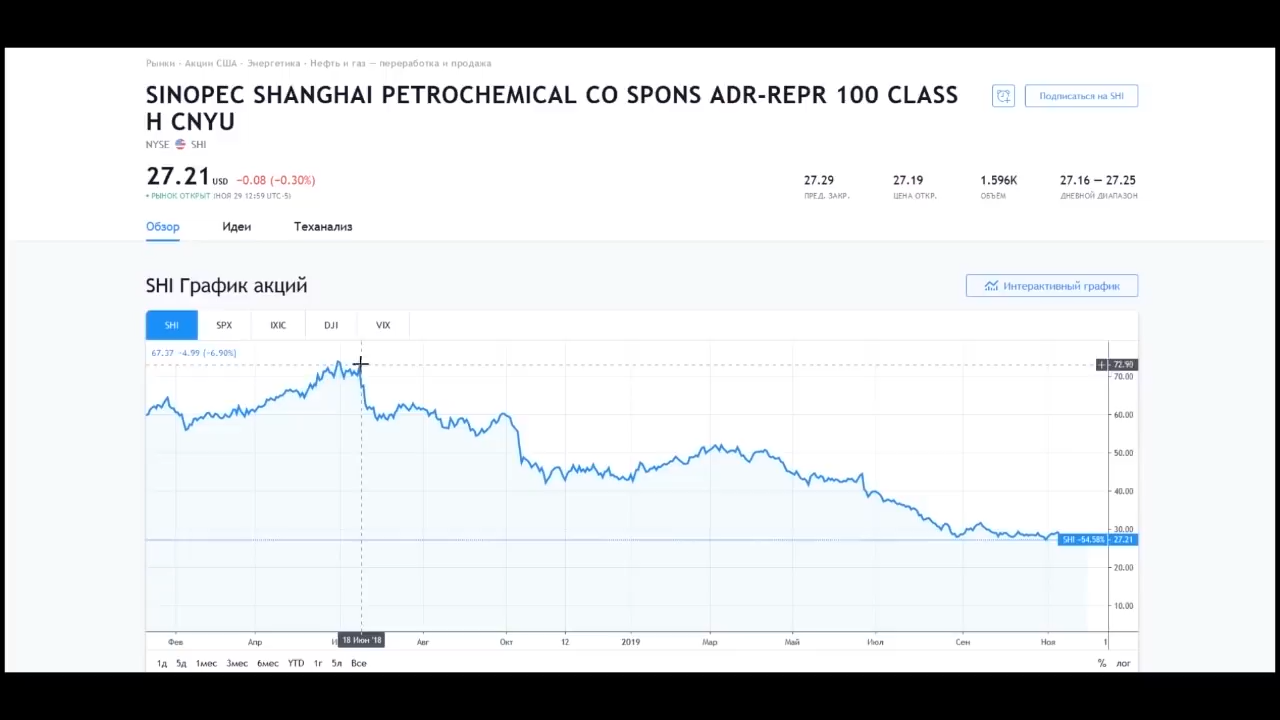 Рынки - Акции США - Энергетика - Нефть и газ — переработка и продажа
SINOPEC SHANGHAI PETROCHEMICAL CO SPONS ADR-REPR 100 CLASS
H CNYU
Подписаться на SHI
NYSE SHI
27.21 USD −0.08 (−0.30%)
• РЫНОК ОТКРЫТ (НОЯ 29 12:59 UTC-5)
27.29 27.19 1.596K 27.16 — 27.25
ПРЕД. ЗАКР. ЦЕНА ОТКР. ОБЪЁМ ДНЕВНОЙ ДИАПАЗОН
Обзор Идеи Теханализ
SHI График акций
Интерактивный график
SHI SPX IXIC DJI VIX
67.37 -4.99 (-6.90%)
72.90
70.00
60.00
50.00
40.00
30.00
SHI -54.58% 27.21
20.00
10.00
Фев Апр 18 Июн '18 Авг Окт 12 2019 Мар Май Июл Сен Ноя 1
1д 5д 1мес 3мес 6мес YTD 1г 5л Все
% лог